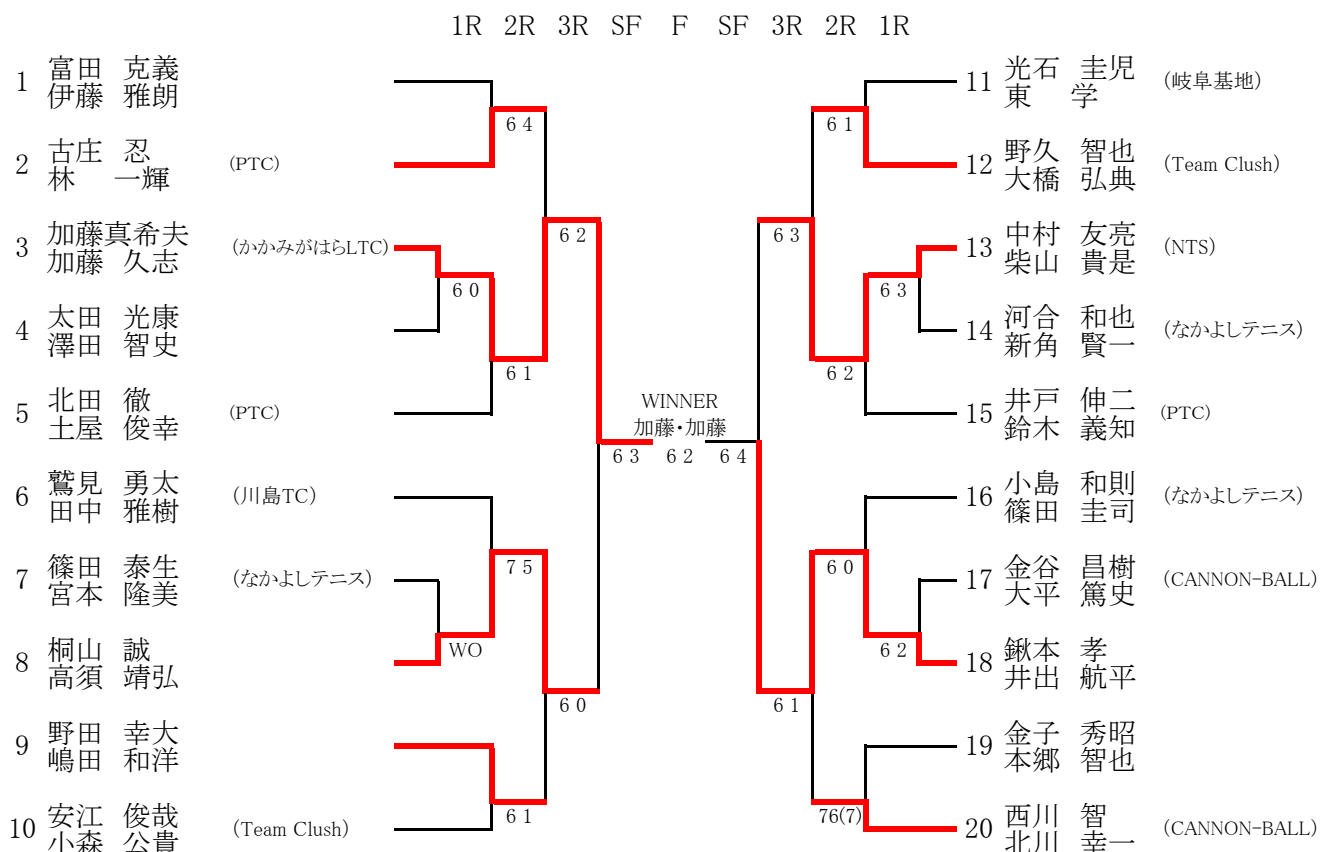 1R 2R 3R SF F SF 3R 2R 1R
1 富田 克義
伊藤 雅朗
2 古庄 忍 (PTC)
林 一輝
3 加藤真希夫 (かかみがはらLTC)
加藤 久志
4 太田 光康
澤田 智史
5 北田 徹 (PTC)
土屋 俊幸
6 鷲見 勇太 (川島TC)
田中 雅樹
7 篠田 泰生 (なかよしテニス)
宮本 隆美
8 桐山 誠
高須 靖弘
9 野田 幸大
嶋田 和洋
10 安江 俊哉 (Team Clush)
小森 公貴
6 4
6 2
6 0
6 1
7 5
WO
6 0
6 1
WINNER
加藤・加藤
6 3 6 2 6 4
6 1
6 3
6 3
6 2
6 0
6 2
6 1
76(7)
11 光石 圭児 (岐阜基地)
東 学
12 野久 智也 (Team Clush)
大橋 弘典
13 中村 友亮 (NTS)
柴山 貴是
14 河合 和也 (なかよしテニス)
新角 賢一
15 井戸 伸二 (PTC)
鈴木 義知
16 小島 和則 (なかよしテニス)
篠田 圭司
17 金谷 昌樹 (CANNON-BALL)
大平 篤史
18 鍬本 孝
井出 航平
19 金子 秀昭
本郷 智也
20 西川 智 (CANNON-BALL)
北川 幸一